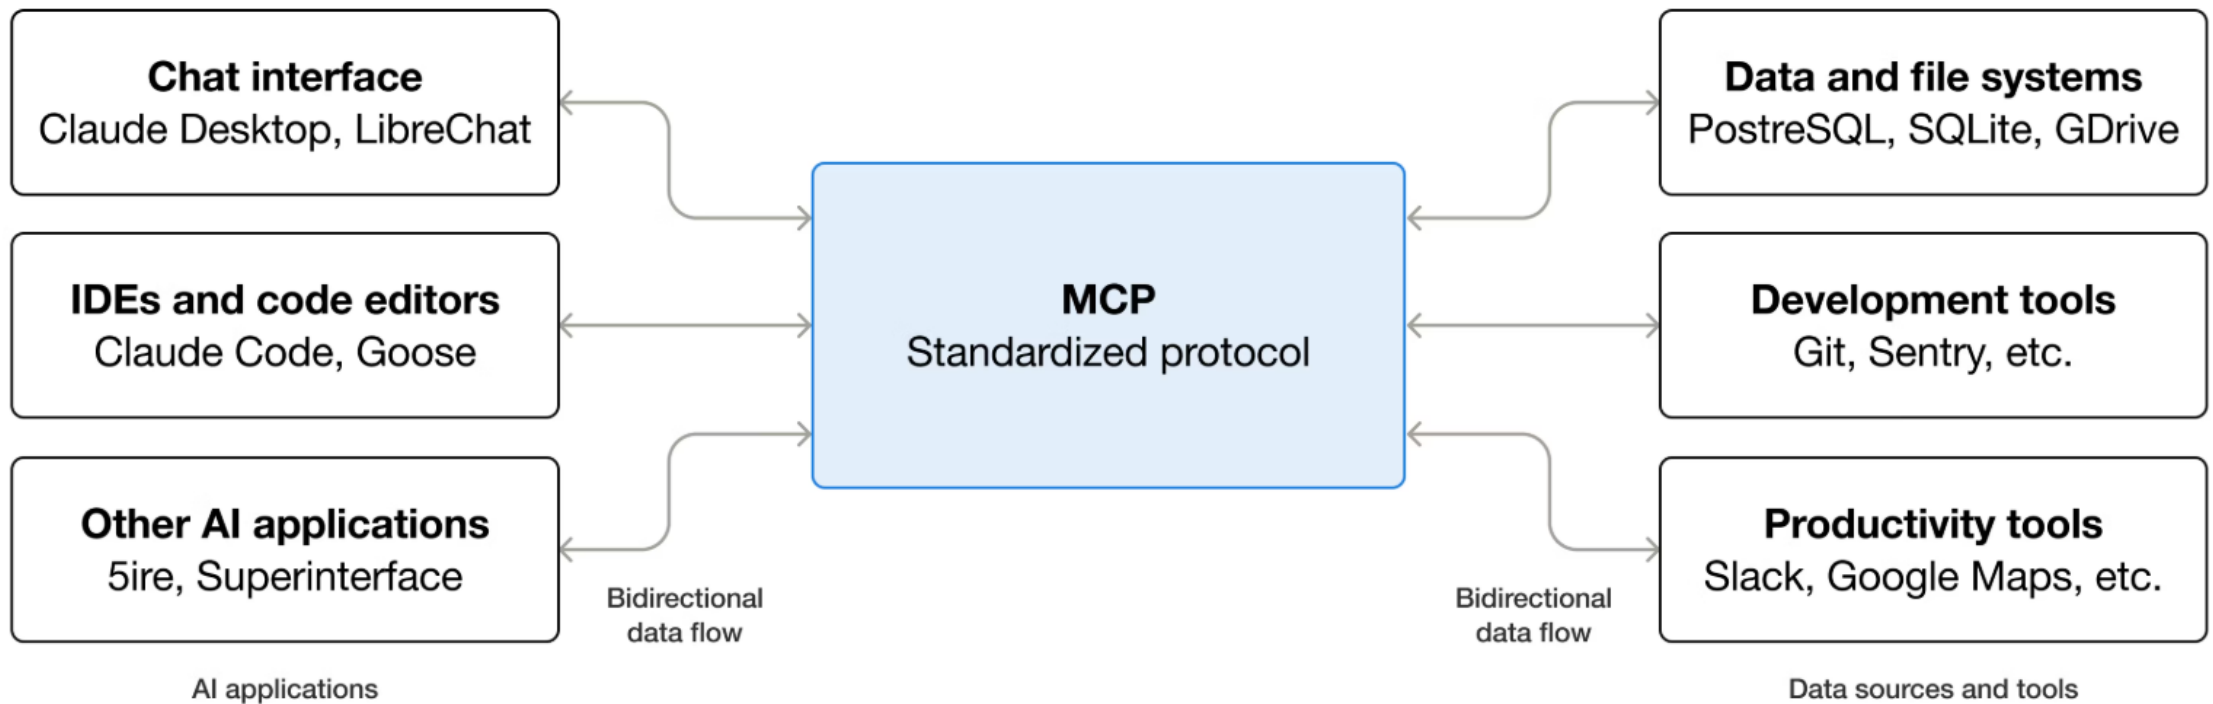 Chat interface
Claude Desktop, LibreChat
IDEs and code editors
Claude Code, Goose
Other AI applications
5ire, Superinterface
AI applications
Bidirectional
data flow
MCP
Standardized protocol
Bidirectional
data flow
Data and file systems
PostreSQL, SQLite, GDrive
Development tools
Git, Sentry, etc.
Productivity tools
Slack, Google Maps, etc.
Data sources and tools